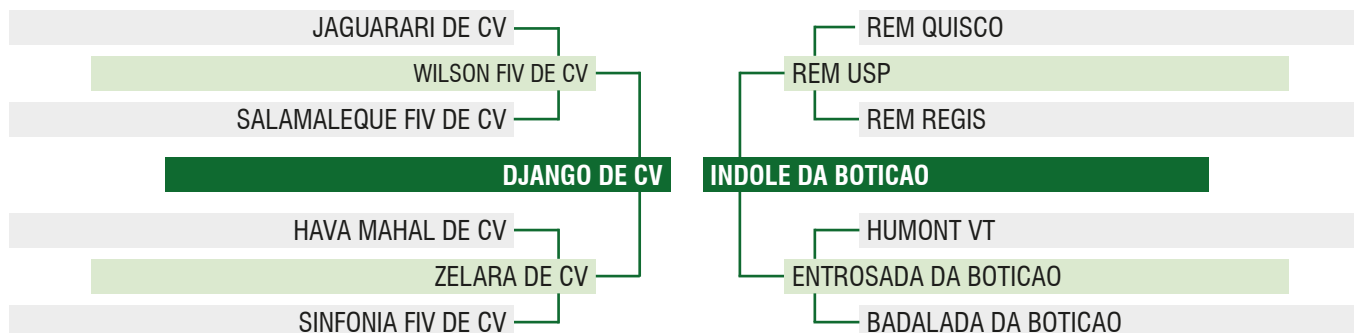 JAGUARARI DE CV
WILSON FIV DE CV
SALAMALEQUE FIV DE CV
DJANGO DE CV
HAVA MAHAL DE CV
ZELARA DE CV
SINFONIA FIV DE CV
REM QUISCO
REM USP
REM REGIS
INDOLE DA BOTICAO
HUMONT VT
ENTROSADA DA BOTICAO
BADALADA DA BOTICAO